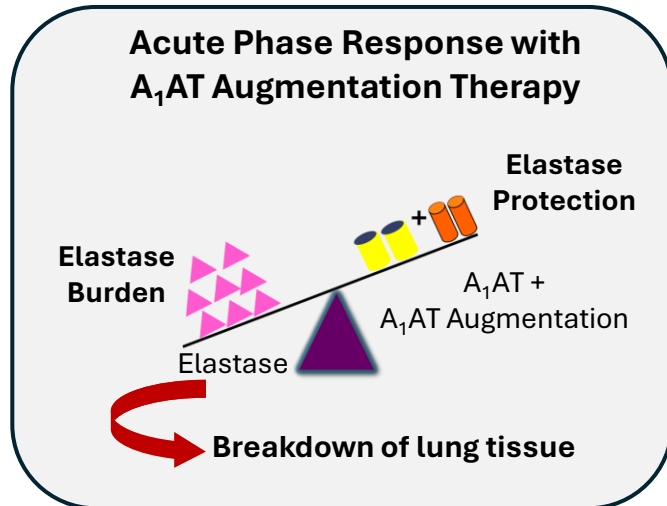 Acute Phase Response with
A₁AT Augmentation Therapy
Elastase
Protection
+
Elastase
Burden
A₁AT +
A₁AT Augmentation
Elastase
Breakdown of lung tissue